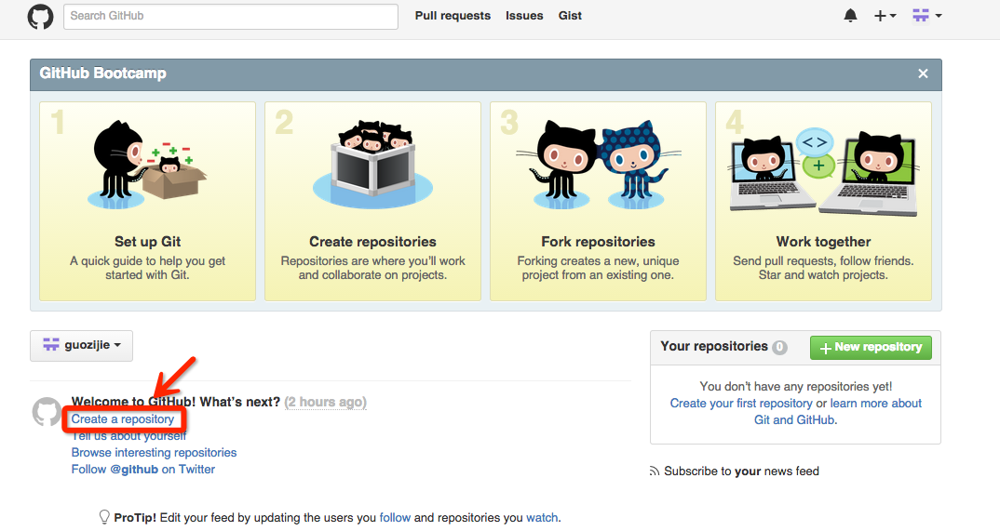 Search GitHub
Pull requests Issues Gist
GitHub Bootcamp
1
2
3
4
<>
+
Set up Git
A quick guide to help you get
started with Git.
Create repositories
Repositories are where you'll work
and collaborate on projects.
Fork repositories
Forking creates a new, unique
project from an existing one.
Work together
Send pull requests, follow friends.
Star and watch projects.
guozijie
Welcome to GitHub! What's next? (2 hours ago)
Create a repository
Tell us about yourself
Browse interesting repositories
Follow @github on Twitter
ProTip! Edit your feed by updating the users you follow and repositories you watch.
Your repositories 0
New repository
You don't have any repositories yet!
Create your first repository or learn more about
Git and GitHub.
Subscribe to your news feed